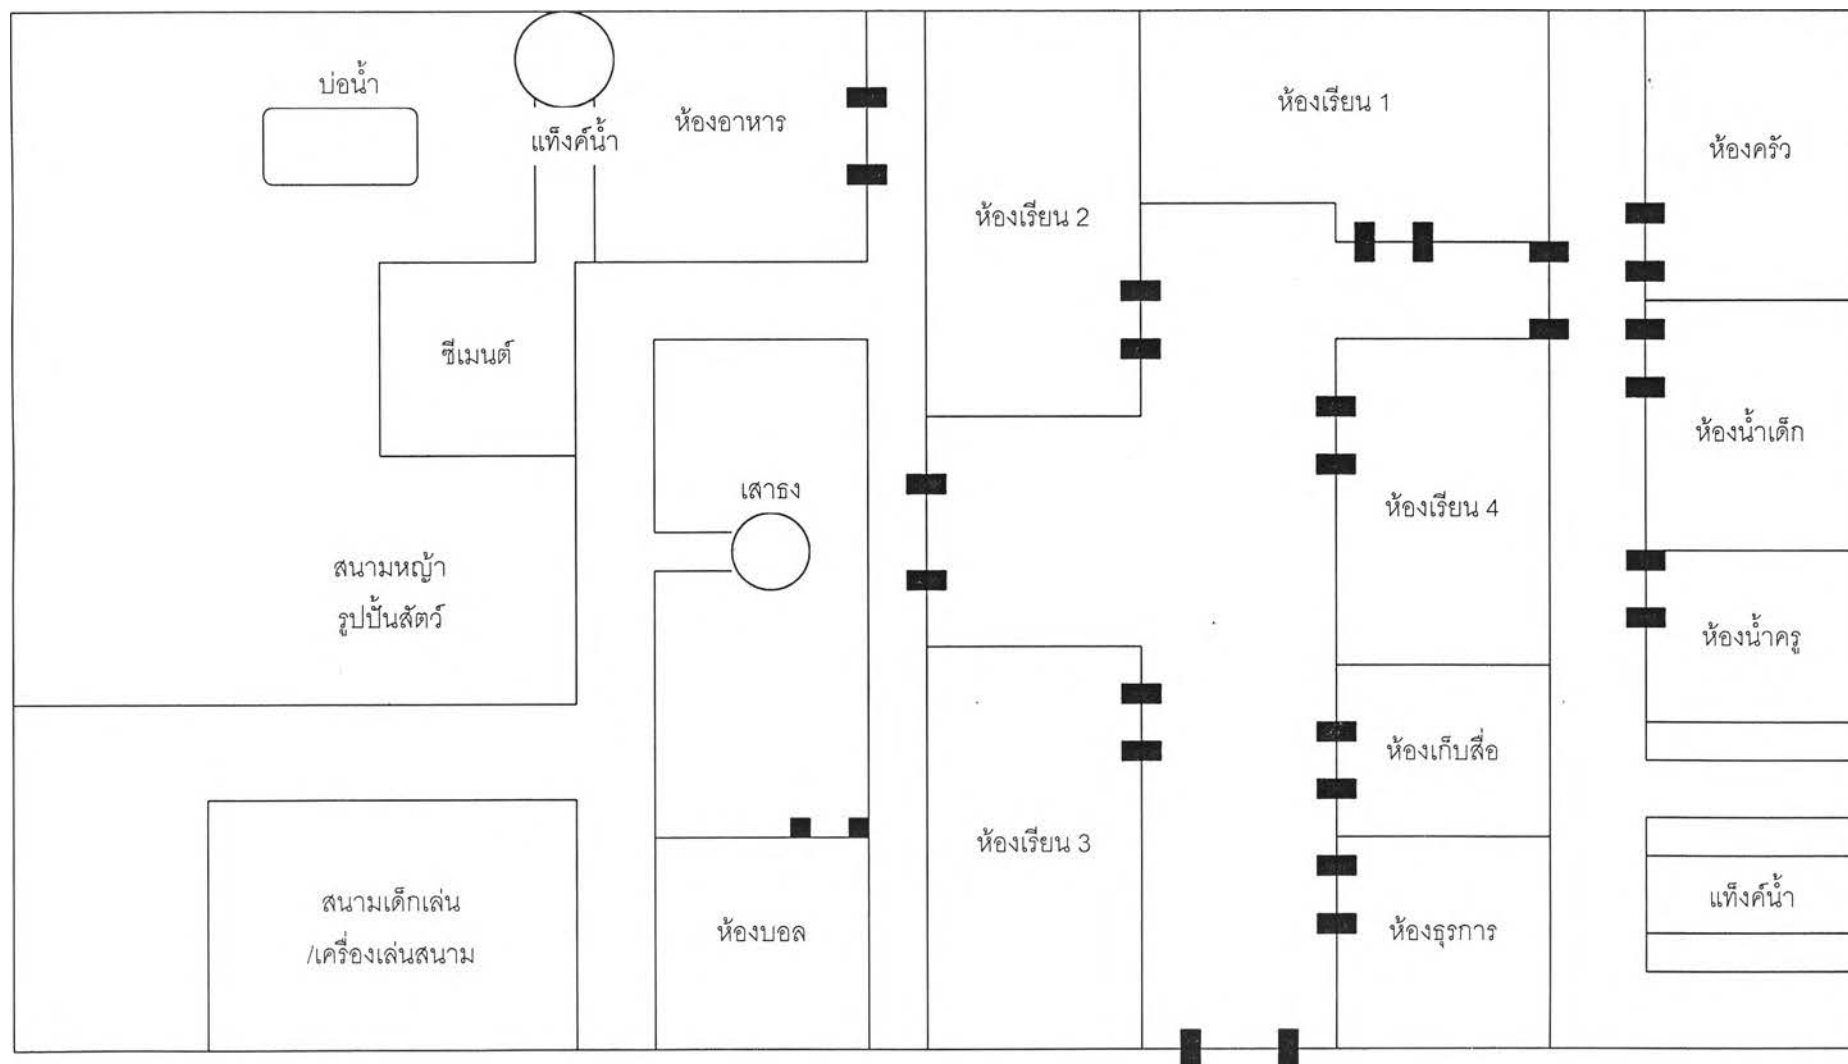 บ่อน้ำ
แท็งค์น้ำ
ห้องอาหาร
ห้องเรียน 2
ห้องเรียน 1
ห้องครัว
ซีเมนต์
เสาธง
ห้องเรียน 4
ห้องน้ำเด็ก
สนามหญ้า
รูปปั้นสัตว์
ห้องน้ำครู
ห้องเก็บสื่อ
ห้องเรียน 3
สนามเด็กเล่น
/เครื่องเล่นสนาม
ห้องบอล
ห้องธุรการ
แท็งค์น้ำ